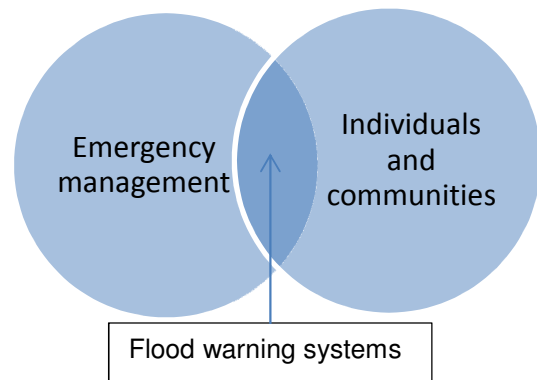 Emergency
management
Individuals
and
communities
Flood warning systems